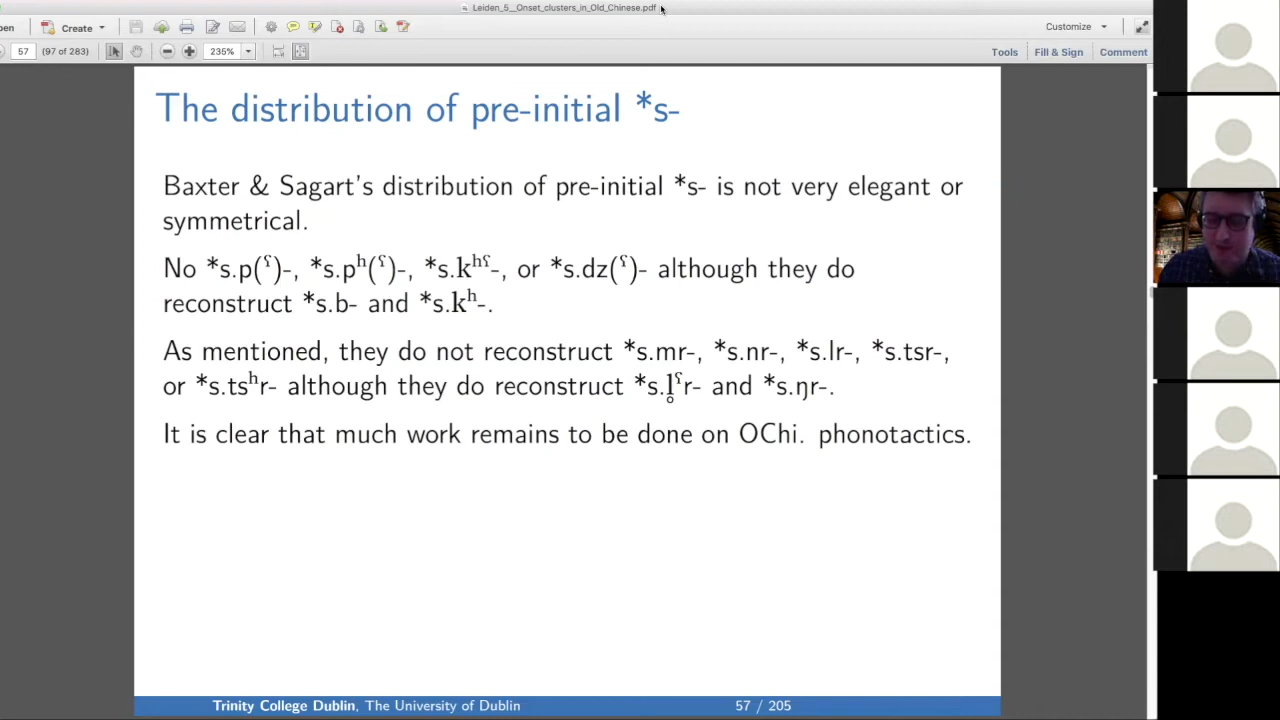 Leiden_5__Onset_clusters_in_Old_Chinese.pdf
pen
Create
Customize
57
(97 of 283)
235%
Tools
Fill & Sign
Comment
The distribution of pre-initial *s-
Baxter & Sagart's distribution of pre-initial *s- is not very elegant or
symmetrical.
No *s.p(ˤ)-, *s.pʰ(ˤ)-, *s.kʰˤ-, or *s.dz(ˤ)- although they do
reconstruct *s.b- and *s.kʰ-.
As mentioned, they do not reconstruct *s.mr-, *s.nr-, *s.lr-, *s.tsr-,
or *s.tsʰr- although they do reconstruct *s.l̥ˤr- and *s.ŋr-.
It is clear that much work remains to be done on OChi. phonotactics.
Trinity College Dublin, The University of Dublin
57 / 205